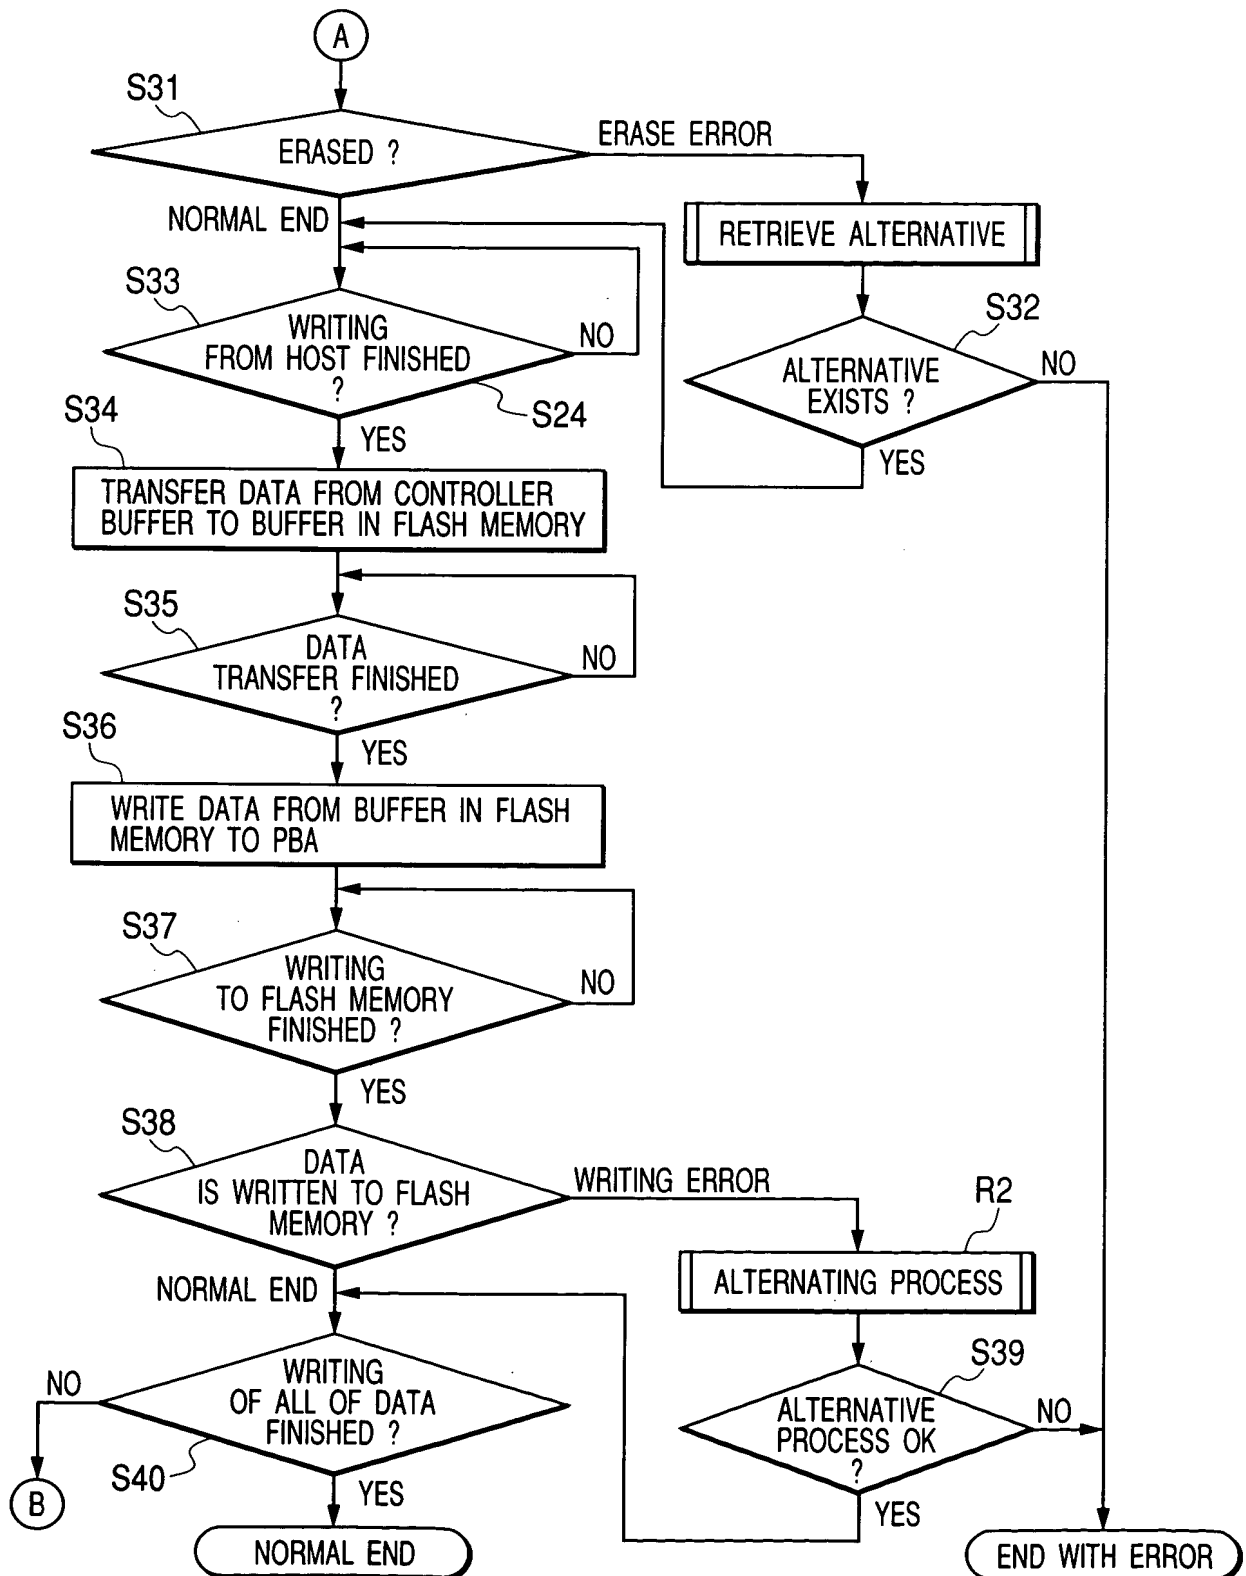 A
S31
ERASED ?
ERASE ERROR
NORMAL END
RETRIEVE ALTERNATIVE
S33
WRITING
FROM HOST FINISHED
?
NO
S24
S32
ALTERNATIVE
EXISTS ?
NO
YES
S34
YES
TRANSFER DATA FROM CONTROLLER
BUFFER TO BUFFER IN FLASH MEMORY
S35
DATA
TRANSFER FINISHED
?
NO
S36
YES
WRITE DATA FROM BUFFER IN FLASH
MEMORY TO PBA
S37
WRITING
TO FLASH MEMORY
FINISHED ?
NO
YES
S38
DATA
IS WRITTEN TO FLASH
MEMORY ?
WRITING ERROR
R2
NORMAL END
ALTERNATING PROCESS
S39
NO
WRITING
OF ALL OF DATA
FINISHED ?
ALTERNATIVE
PROCESS OK
?
NO
S40
YES
YES
B
NORMAL END
END WITH ERROR